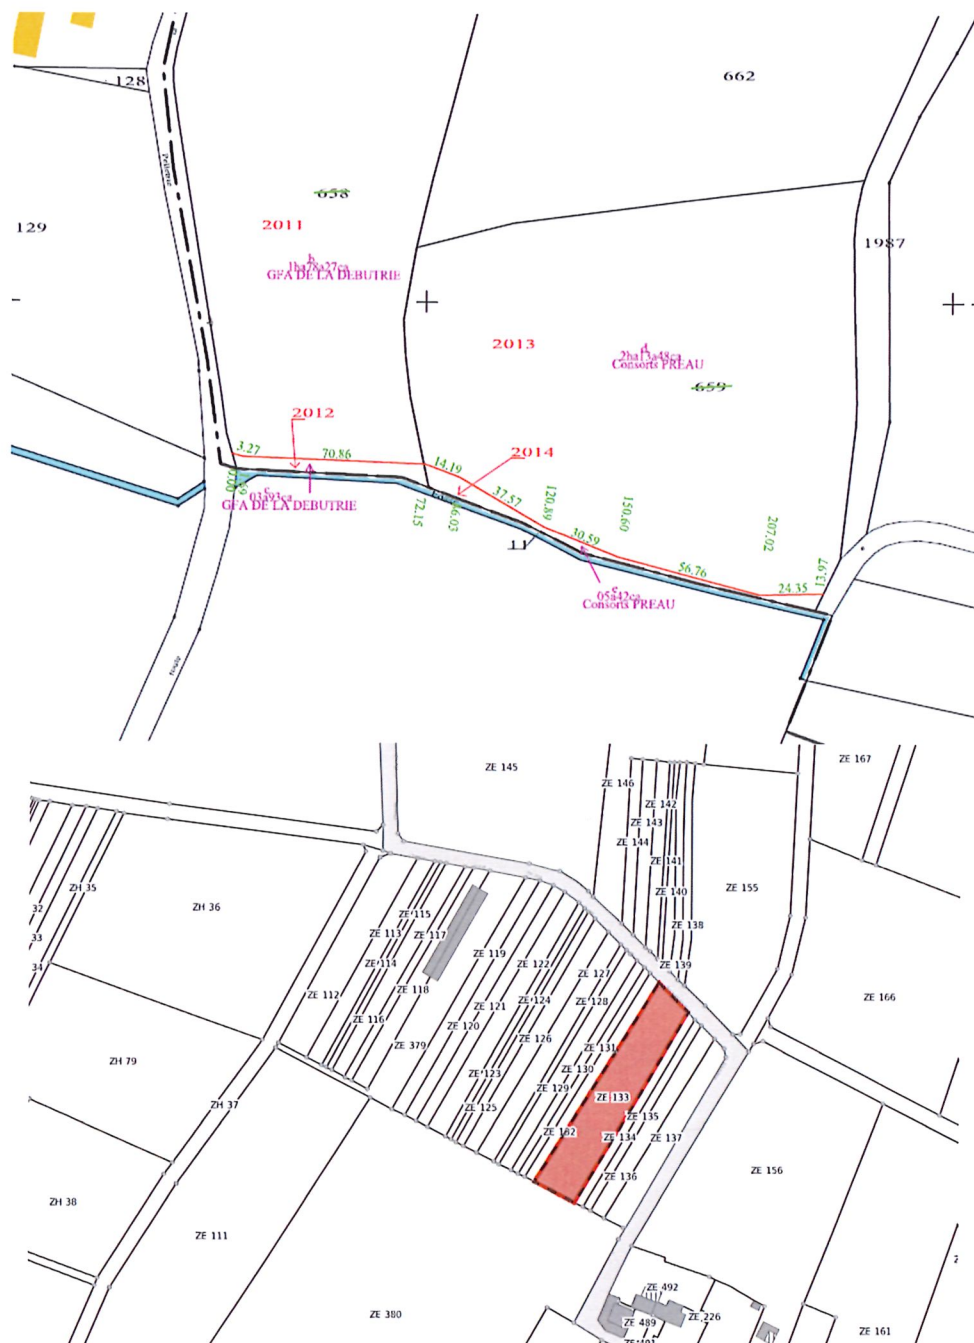 128
662
658
129
2011
b
1ha78a27ca
GFA DE LA DEBUTRIE
1987
2013
d
2ha13a48ca
Consorts PREAU
659
2012
3.27
70.86
14.19
2014
37.57
120.89
150.60
207.02
0.00
c
03a93ca
GFA DE LA DEBUTRIE
72.15
86.03
11
30.59
56.76
24.35
231.97
e
05a42ca
Consorts PREAU
ZE 145
ZE 146
ZE 167
ZE 142
ZE 143
ZE 144
ZE 141
ZH 35
ZE 155
ZE 140
32
ZH 36
ZE 115
ZE 138
33
ZE 113
ZE 117
ZE 119
34
ZE 114
ZE 122
ZE 127
ZE 139
ZE 112
ZE 118
ZE 121
ZE 124
ZE 128
ZE 166
ZE 116
ZE 120
ZE 126
ZE 379
ZE 131
ZH 79
ZE 123
ZE 130
ZE 129
ZE 133
ZH 37
ZE 125
ZE 135
ZE 182
ZE 134
ZE 137
ZE 136
ZE 156
ZH 38
ZE 111
ZE 492
ZE 380
ZE 489
ZE 226
ZE 161